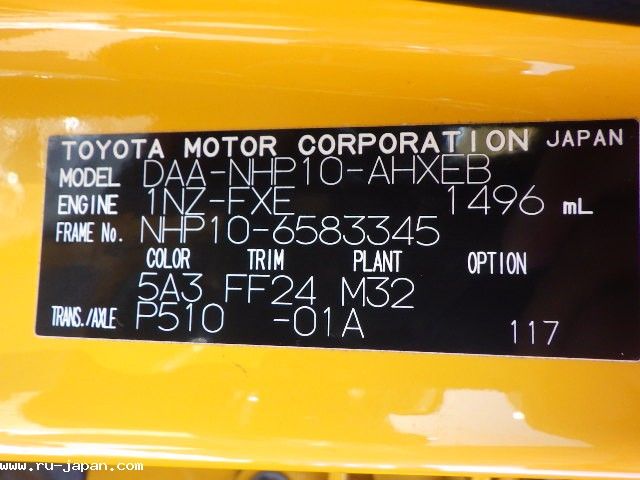 TOYOTA MOTOR CORPORATION JAPAN
MODEL DAA-NHP10-AHXEB
ENGINE 1NZ-FXE 1496 mL
FRAME No. NHP10-6583345
COLOR TRIM PLANT OPTION
5A3 FF24 M32
TRANS./AXLE P510 -01A 117
www.ru-japan.com